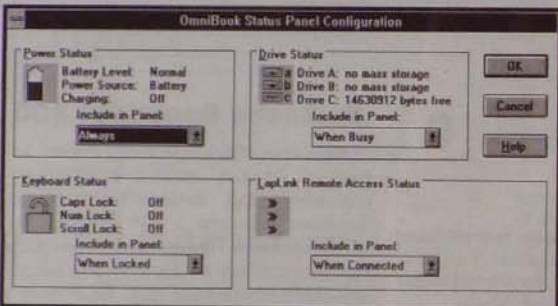 OmniBook Status Panel Configuration
Power Status
Battery Level: Normal
Power Source: Battery
Charging: Off
Include in Panel:
Always
Drive Status
a Drive A: no mass storage
b Drive B: no mass storage
c Drive C: 14630912 bytes free
Include in Panel:
When Busy
OK
Cancel
Help
Keyboard Status
Caps Lock: Off
Num Lock: Off
Scroll Lock: Off
Include in Panel:
When Locked
LapLink Remote Access Status
Include in Panel:
When Connected